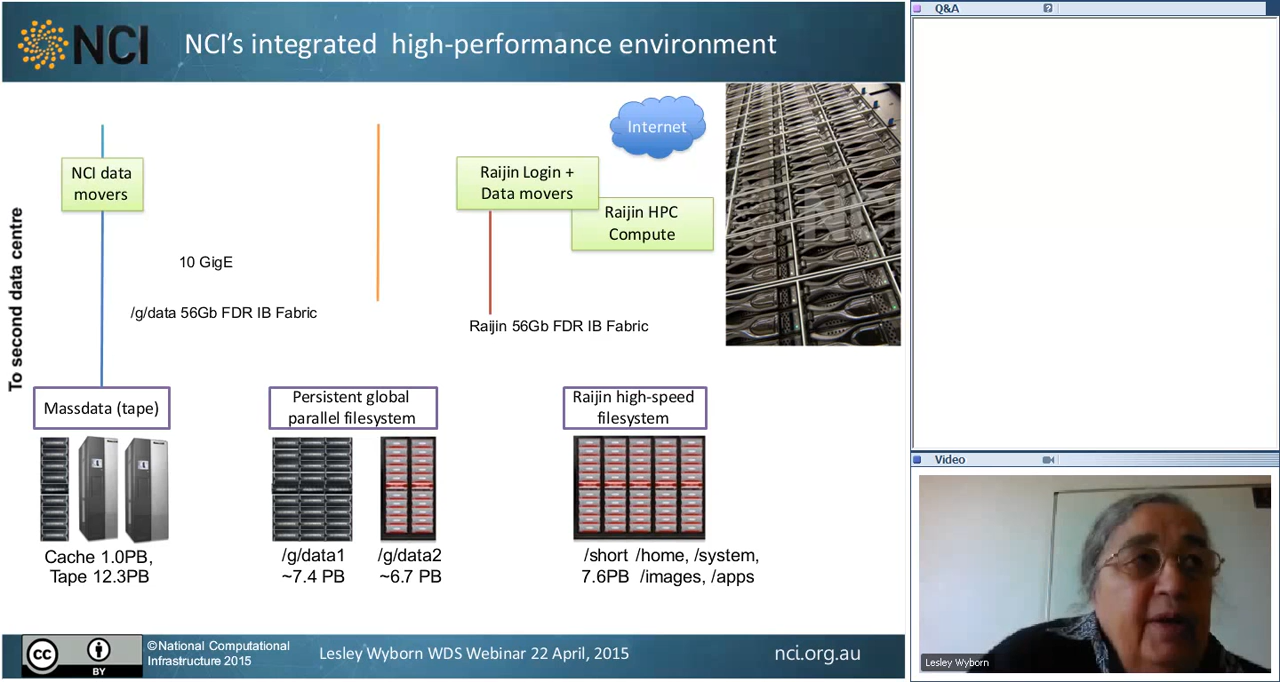 NCI
NCI's integrated high-performance environment
Internet
NCI data
movers
Raijin Login +
Data movers
Raijin HPC
Compute
NCI
To second data centre
10 GigE
/g/data 56Gb FDR IB Fabric
Raijin 56Gb FDR IB Fabric
Massdata (tape)
Persistent global
parallel filesystem
Raijin high-speed
filesystem
Cache 1.0PB,
Tape 12.3PB
/g/data1
~7.4 PB
/g/data2
~6.7 PB
/short /home, /system,
7.6PB /images, /apps
cc
BY
©National Computational
Infrastructure 2015
Lesley Wyborn WDS Webinar 22 April, 2015
nci.org.au
Q&A
?
Video
Lesley Wyborn